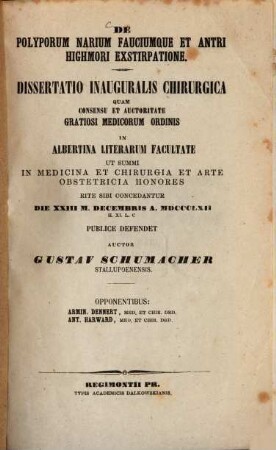 DE
POLYPORUM NARIUM FAUCIUMQUE ET ANTRI
HIGHMORI EXSTIRPATIONE.
DISSERTATIO INAUGURALIS CHIRURGICA
QUAM
CONSENSU ET AUCTORITATE
GRATIOSI MEDICORUM ORDINIS
IN
ALBERTINA LITERARUM FACULTATE
UT SUMMI
IN MEDICINA ET CHIRURGIA ET ARTE
OBSTETRICIA HONORES
RITE SIBI CONCEDANTUR
DIE XXIII M. DECEMBRIS A. MDCCCLXII
H. XI. L. C
PUBLICE DEFENDET
AUCTOR
GUSTAV SCHUMACHER
STALLUPOENENSIS.
OPPONENTIBUS:
ARMIN. DENNERT, MED. ET CHIR. DRD.
ANT. BARWARD, MED. ET CHIR. DRD.
REGIMONTII PR.
TYPIS ACADEMICIS DALKOWSKIANIS.